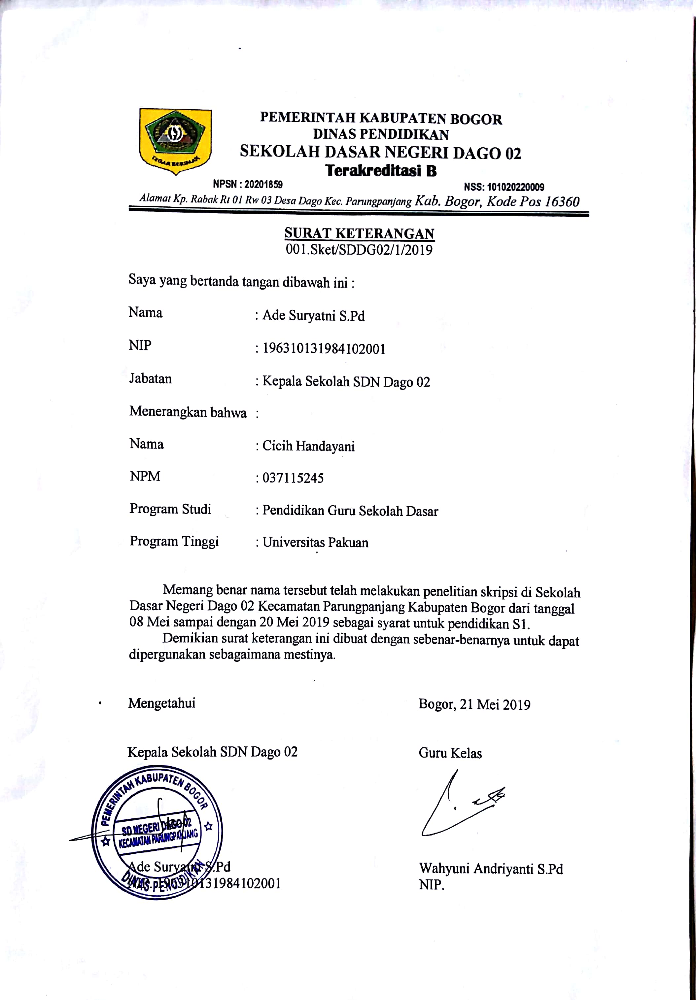 PEMERINTAH KABUPATEN BOGOR
DINAS PENDIDIKAN
SEKOLAH DASAR NEGERI DAGO 02
Terakreditasi B
NPSN : 20201859 NSS: 101020220009
Alamat Kp. Rabak Rt 01 Rw 03 Desa Dago Kec. Parungpanjang Kab. Bogor, Kode Pos 16360
TEGAR BERIMAN
SURAT KETERANGAN
001.Sket/SDDG02/1/2019
Saya yang bertanda tangan dibawah ini :
Nama : Ade Suryatni S.Pd
NIP : 196310131984102001
Jabatan : Kepala Sekolah SDN Dago 02
Menerangkan bahwa :
Nama : Cicih Handayani
NPM : 037115245
Program Studi : Pendidikan Guru Sekolah Dasar
Program Tinggi : Universitas Pakuan
Memang benar nama tersebut telah melakukan penelitian skripsi di Sekolah
Dasar Negeri Dago 02 Kecamatan Parungpanjang Kabupaten Bogor dari tanggal
08 Mei sampai dengan 20 Mei 2019 sebagai syarat untuk pendidikan S1.
Demikian surat keterangan ini dibuat dengan sebenar-benarnya untuk dapat
dipergunakan sebagaimana mestinya.
Mengetahui Bogor, 21 Mei 2019
Kepala Sekolah SDN Dago 02 Guru Kelas
PEMERINTAH KABUPATEN BOGOR
SD NEGERI DAGO 02
KECAMATAN PARUNGPANJANG
DINAS PENDIDIKAN
Ade Suryatni S.Pd Wahyuni Andriyanti S.Pd
NIP. 196310131984102001 NIP.